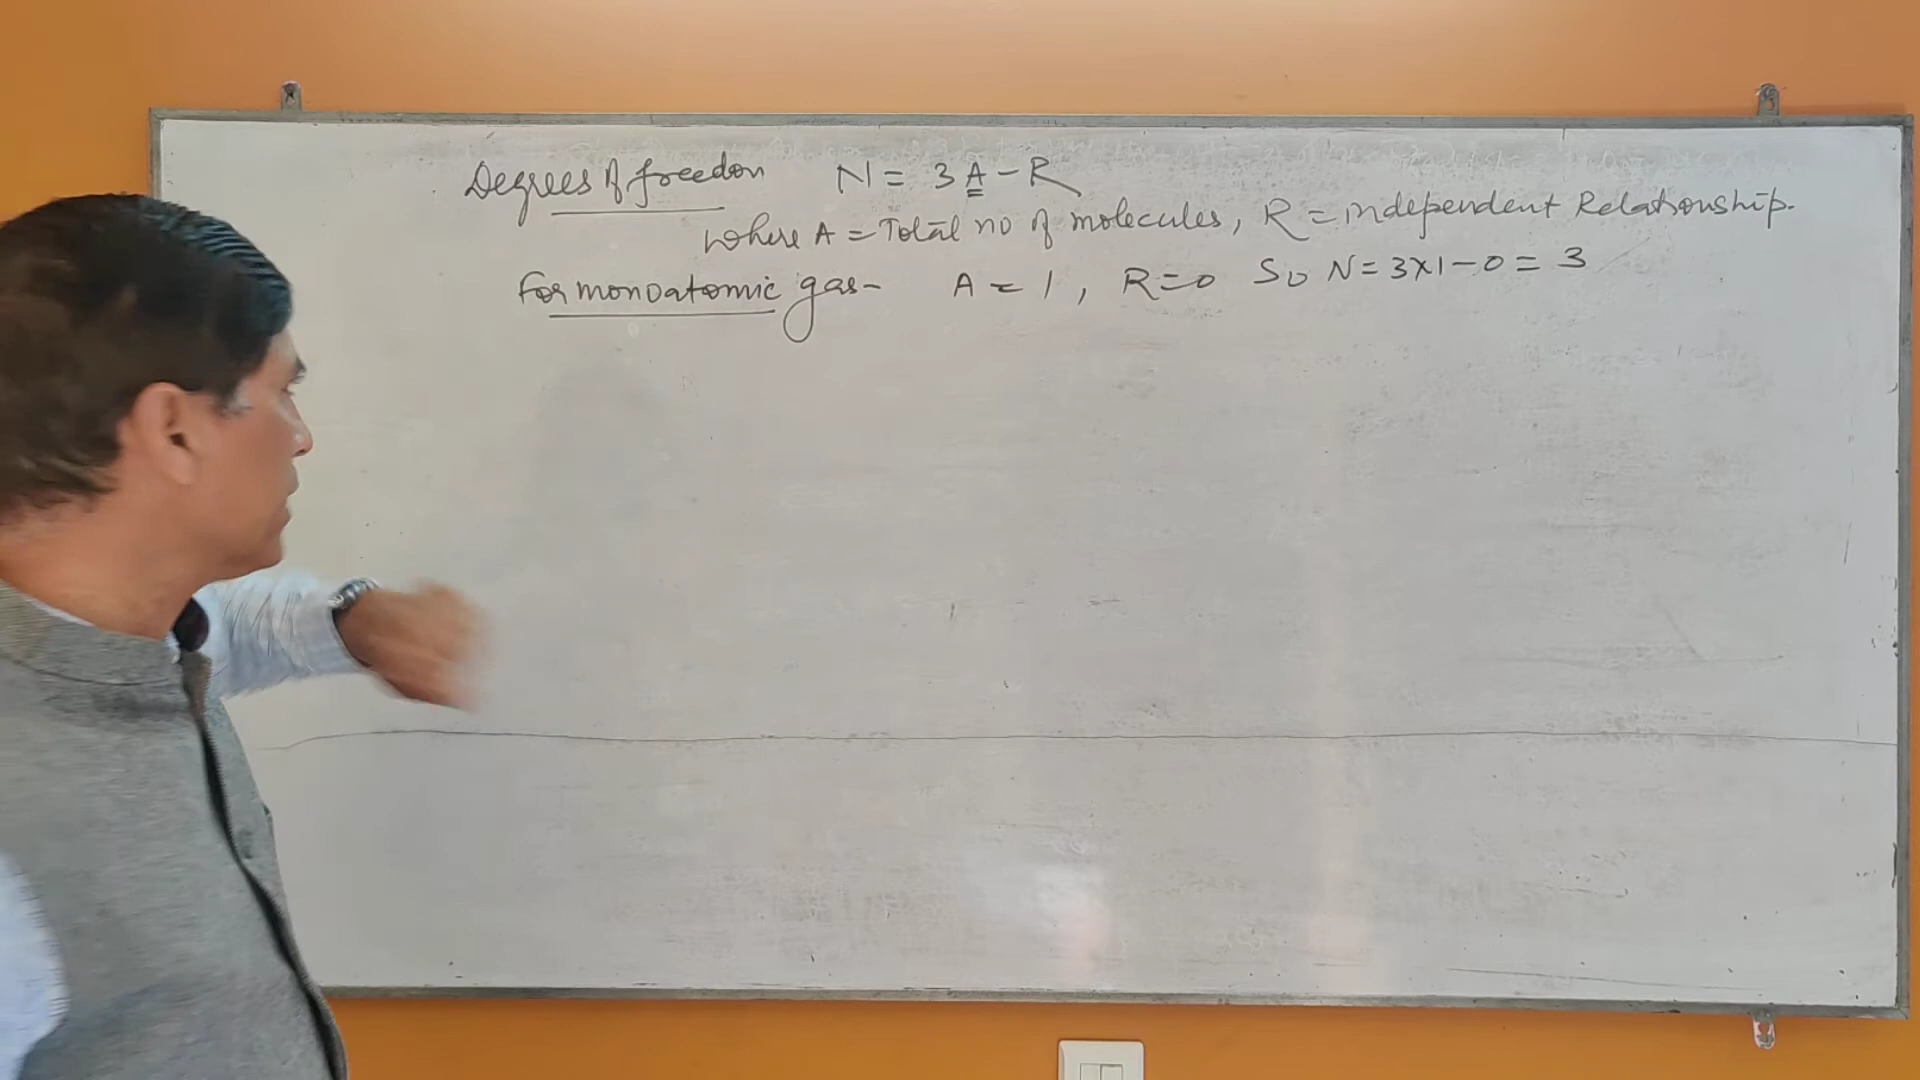 Degrees of freedon N = 3A - R
where A = Total no of molecules, R = independent Relationship.
For monoatomic gas- A = 1, R=0 So N = 3x1-0 = 3